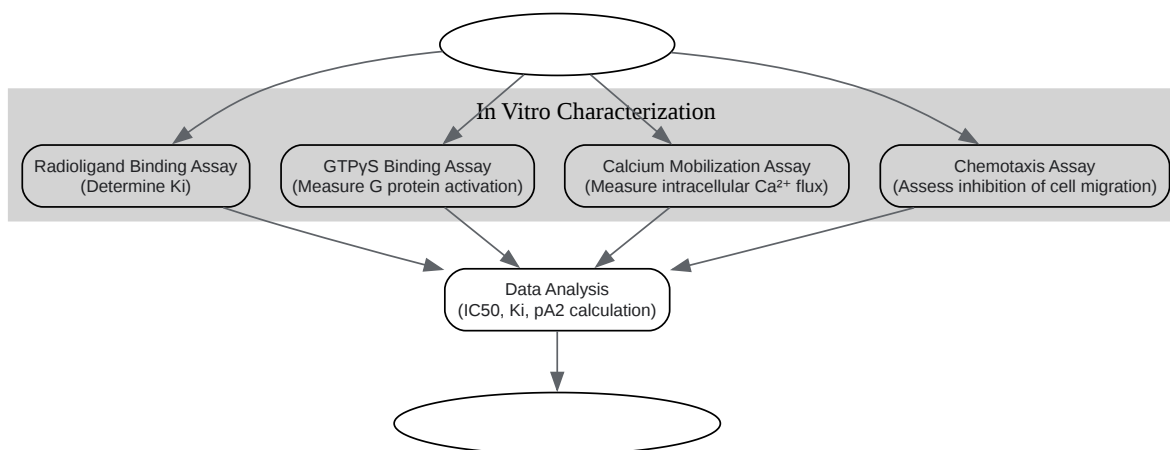 In Vitro Characterization
Radioligand Binding Assay
(Determine Ki)
GTPγS Binding Assay
(Measure G protein activation)
Calcium Mobilization Assay
(Measure intracellular Ca²⁺ flux)
Chemotaxis Assay
(Assess inhibition of cell migration)
Data Analysis
(IC50, Ki, pA2 calculation)